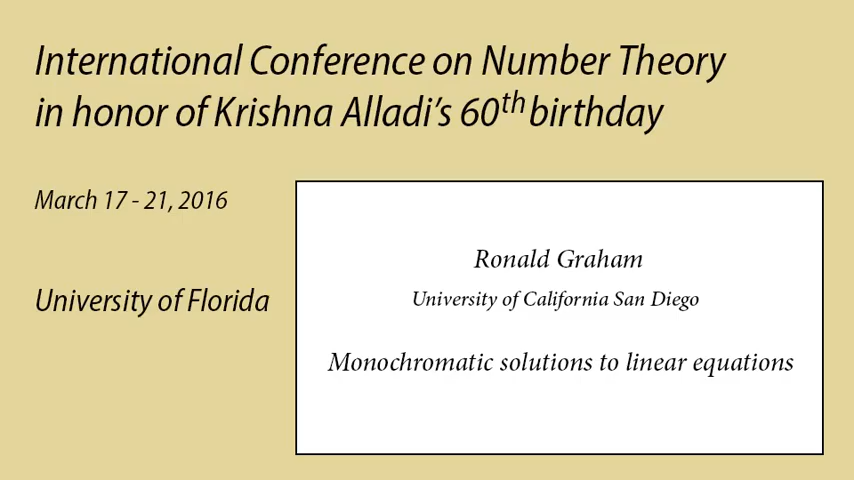 International Conference on Number Theory
in honor of Krishna Alladi’s 60th birthday
March 17 - 21, 2016
University of Florida
Ronald Graham
University of California San Diego
Monochromatic solutions to linear equations